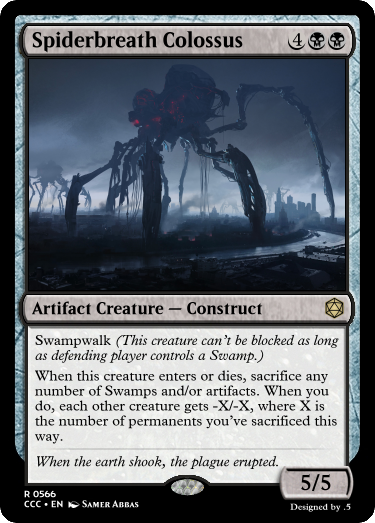 Spiderbreath Colossus 4
Artifact Creature — Construct
Swampwalk (This creature can't be blocked as long
as defending player controls a Swamp.)
When this creature enters or dies, sacrifice any
number of Swamps and/or artifacts. When you
do, each other creature gets -X/-X, where X is
the number of permanents you've sacrificed this
way.
When the earth shook, the plague erupted.
5/5
R 0566
CCC • EN SAMER ABBAS
Designed by .5